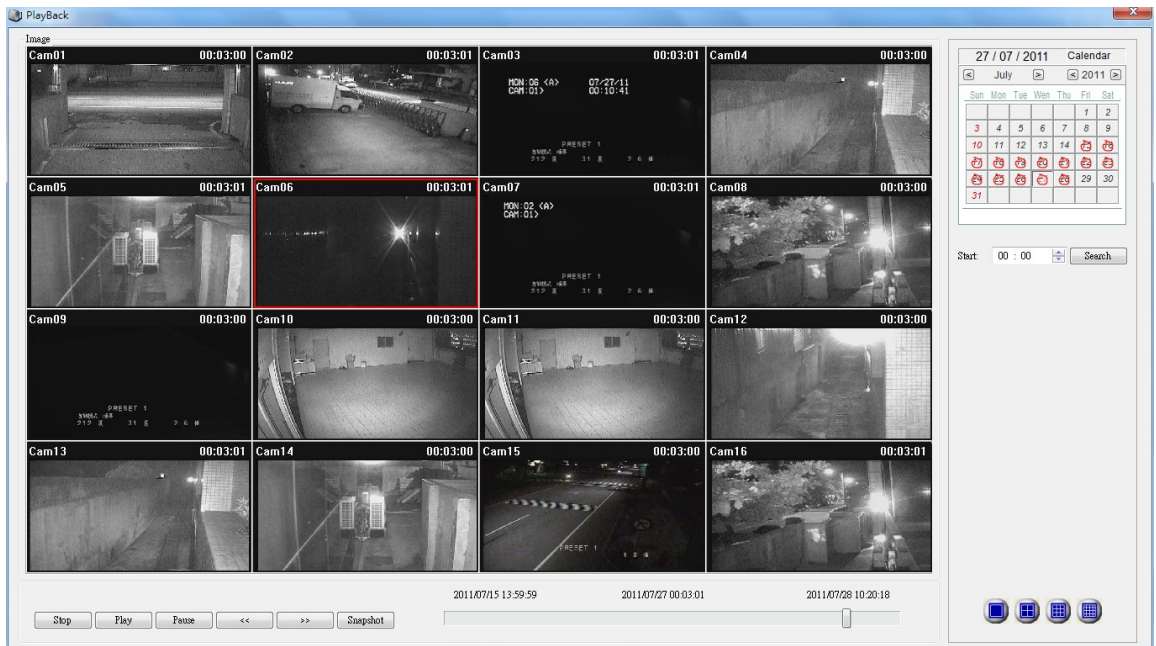 PlayBack
Image
Cam01 00:03:00
Cam02 00:03:01
Cam03 00:03:01
MON:06 <A> 07/27/11
CAM:01> 00:10:41
PRESET 1
Cam04 00:03:00
Cam05 00:03:01
Cam06 00:03:01
Cam07 00:03:01
MON:02 <A>
CAM:01>
PRESET 1
Cam08 00:03:00
Cam09 00:03:00
PRESET 1
Cam10 00:03:00
Cam11 00:03:00
Cam12 00:03:00
Cam13 00:03:01
Cam14 00:03:00
Cam15 00:03:00
PRESET 1
Cam16 00:03:01
2011/07/15 13:59:59 2011/07/27 00:03:01 2011/07/28 10:20:18
Stop Play Pause << >> Snapshot
27 / 07 / 2011 Calendar
< July > < 2011 >
Sun Mon Tue Wen Thu Fri Sat
1 2
3 4 5 6 7 8 9
10 11 12 13 14
29 30
31
Start: 00 : 00 Search